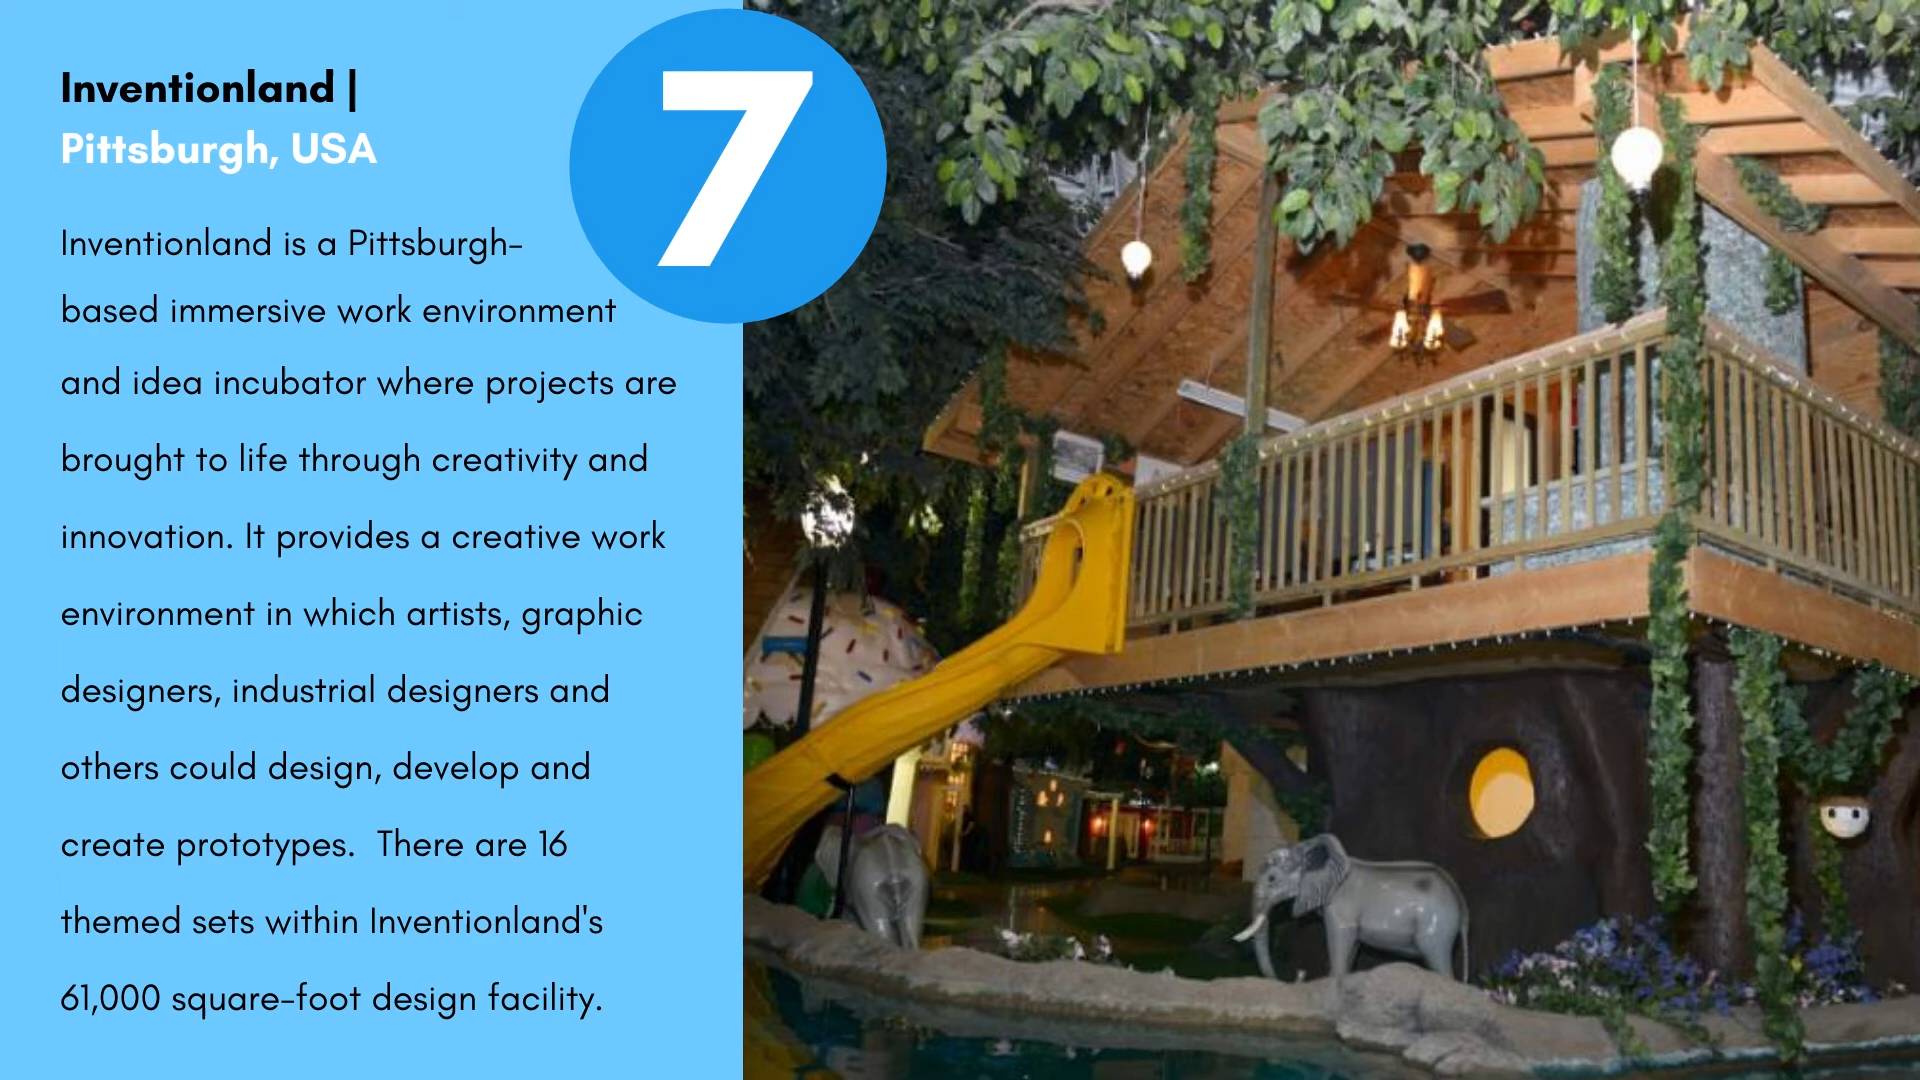 Inventionland |
Pittsburgh, USA
7
Inventionland is a Pittsburgh-
based immersive work environment
and idea incubator where projects are
brought to life through creativity and
innovation. It provides a creative work
environment in which artists, graphic
designers, industrial designers and
others could design, develop and
create prototypes.  There are 16
themed sets within Inventionland's
61,000 square-foot design facility.